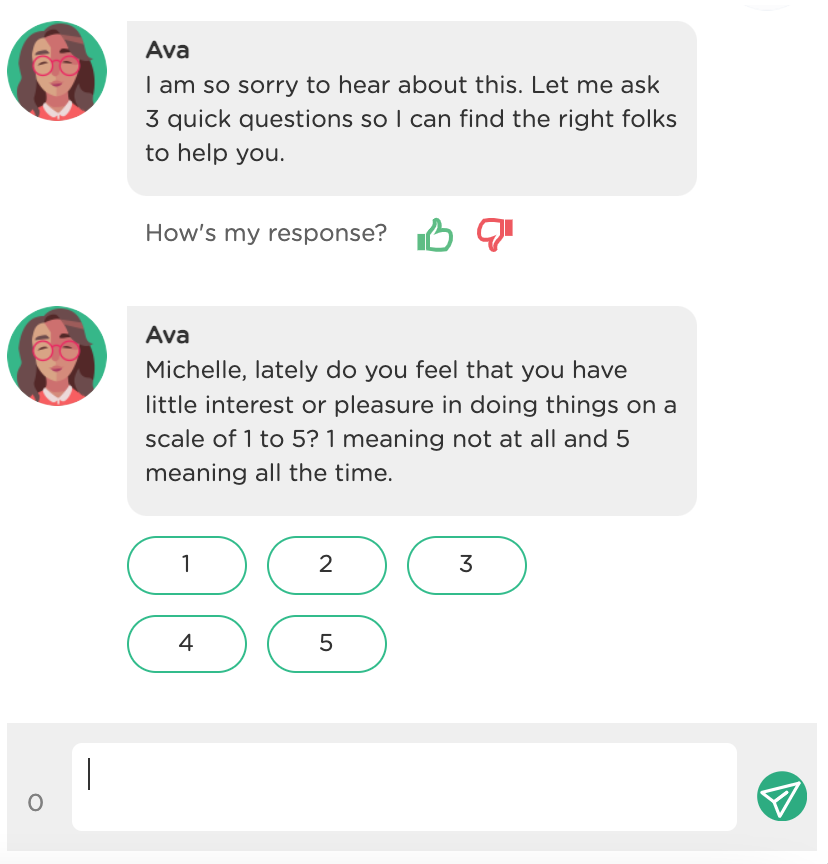 Ava
I am so sorry to hear about this. Let me ask
3 quick questions so I can find the right folks
to help you.
How's my response?
Ava
Michelle, lately do you feel that you have
little interest or pleasure in doing things on a
scale of 1 to 5? 1 meaning not at all and 5
meaning all the time.
1 2 3
4 5
0